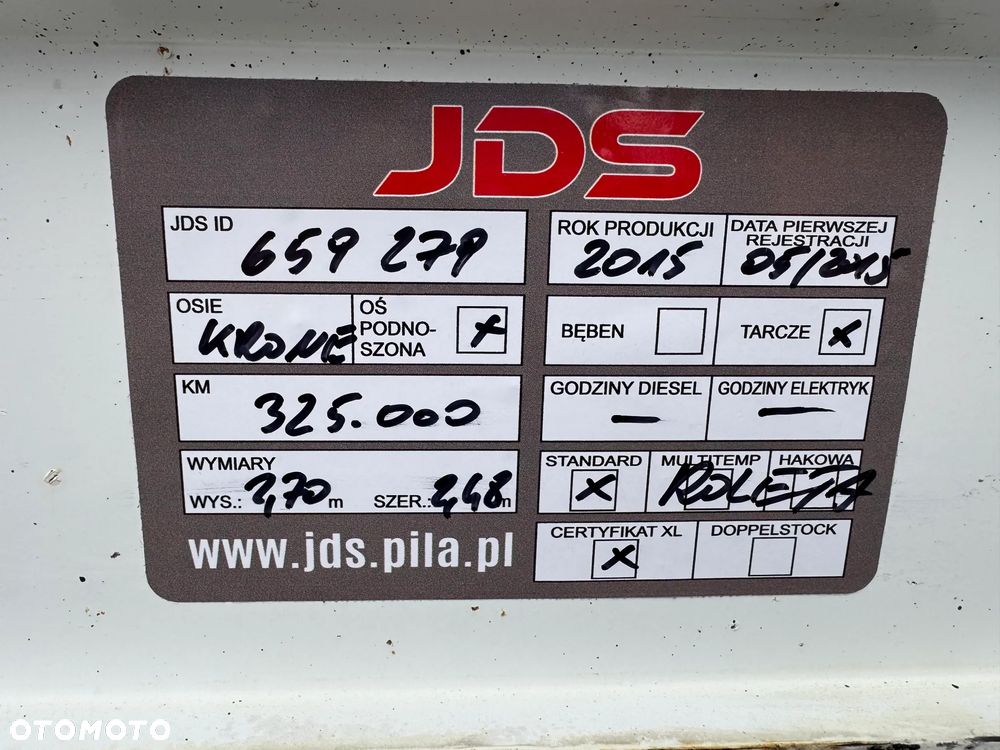 JDS
JDS ID 659 279
ROK PRODUKCJI 2015
DATA PIERWSZEJ REJESTRACJI 05/2015
OSIE KRONE
OŚ PODNO-
SZONA x
BĘBEN
TARCZE x
KM 325.000
GODZINY DIESEL —
GODZINY ELEKTRYK —
WYMIARY
WYS.: 2,70 m SZER.: 2,48 m
STANDARD x
MULTITEMP HAKOWA
ROLETA
CERTYFIKAT XL x
DOPPELSTOCK
www.jds.pila.pl
OTOMOTO